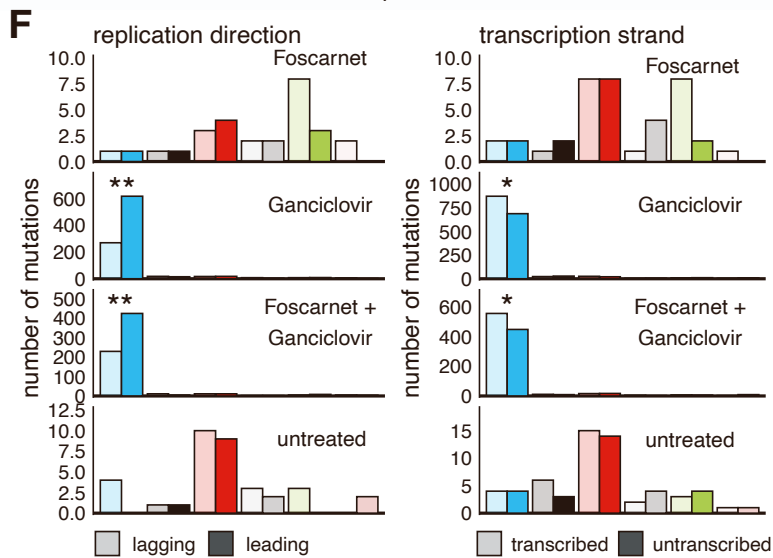 F
replication direction
transcription strand
number of mutations
10.0
7.5
5.0
2.5
0.0
Foscarnet
600
400
200
0
**
Ganciclovir
500
400
300
200
100
0
**
Foscarnet +
Ganciclovir
12.5
10.0
7.5
5.0
2.5
0.0
untreated
lagging
leading
number of mutations
10.0
7.5
5.0
2.5
0.0
Foscarnet
1000
750
500
250
0
*
Ganciclovir
600
400
200
0
*
Foscarnet +
Ganciclovir
15
10
5
0
untreated
transcribed
untranscribed